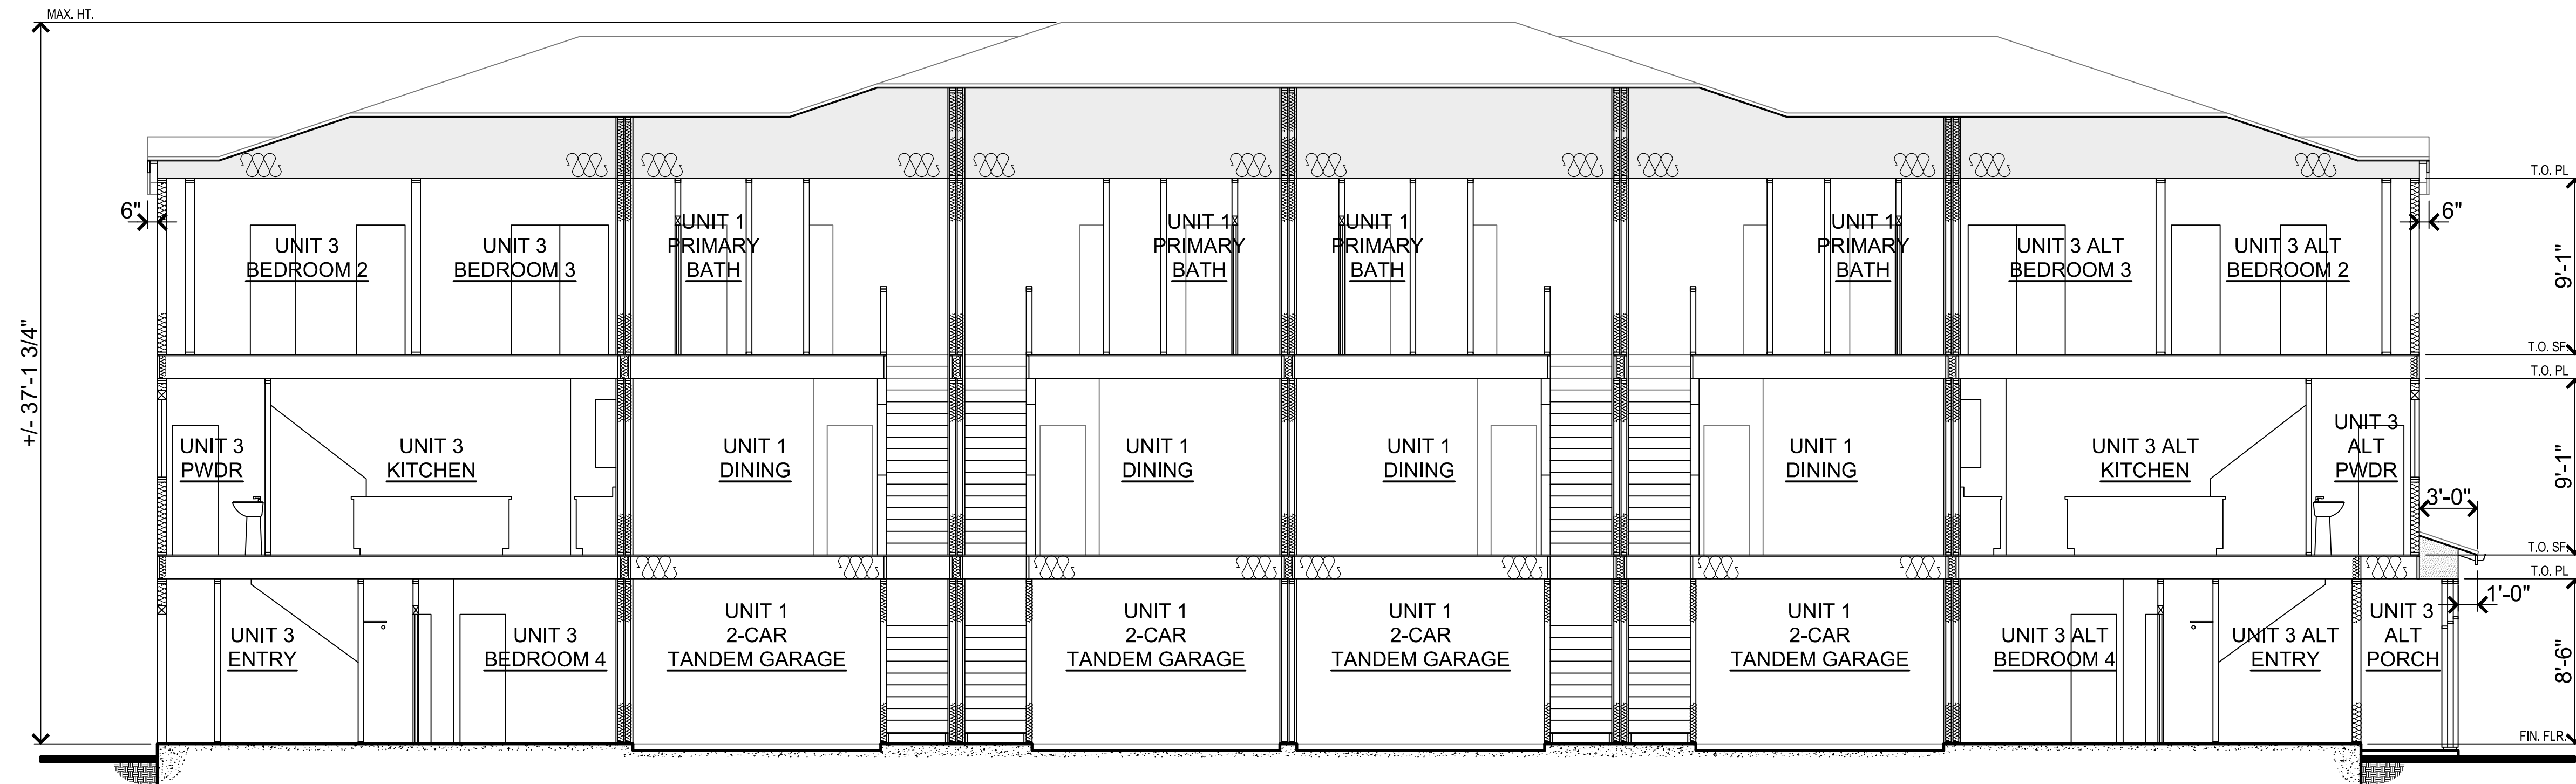 MAX. HT.
+/- 37'-1 3/4"
T.O. PL
6"
6"
UNIT 3
BEDROOM 2
UNIT 3
BEDROOM 3
UNIT 1
PRIMARY
BATH
UNIT 1
PRIMARY
BATH
UNIT 1
PRIMARY
BATH
UNIT 1
PRIMARY
BATH
UNIT 3 ALT
BEDROOM 3
UNIT 3 ALT
BEDROOM 2
9'-1"
T.O. SF.
T.O. PL
UNIT 3
PWDR
UNIT 3
KITCHEN
UNIT 1
DINING
UNIT 1
DINING
UNIT 1
DINING
UNIT 1
DINING
UNIT 3 ALT
KITCHEN
UNIT 3
ALT
PWDR
9'-1"
3'-0"
T.O. SF.
T.O. PL
1'-0"
UNIT 3
ENTRY
UNIT 3
BEDROOM 4
UNIT 1
2-CAR
TANDEM GARAGE
UNIT 1
2-CAR
TANDEM GARAGE
UNIT 1
2-CAR
TANDEM GARAGE
UNIT 1
2-CAR
TANDEM GARAGE
UNIT 3 ALT
BEDROOM 4
UNIT 3 ALT
ENTRY
UNIT 3
ALT
PORCH
8'-6"
FIN. FLR.